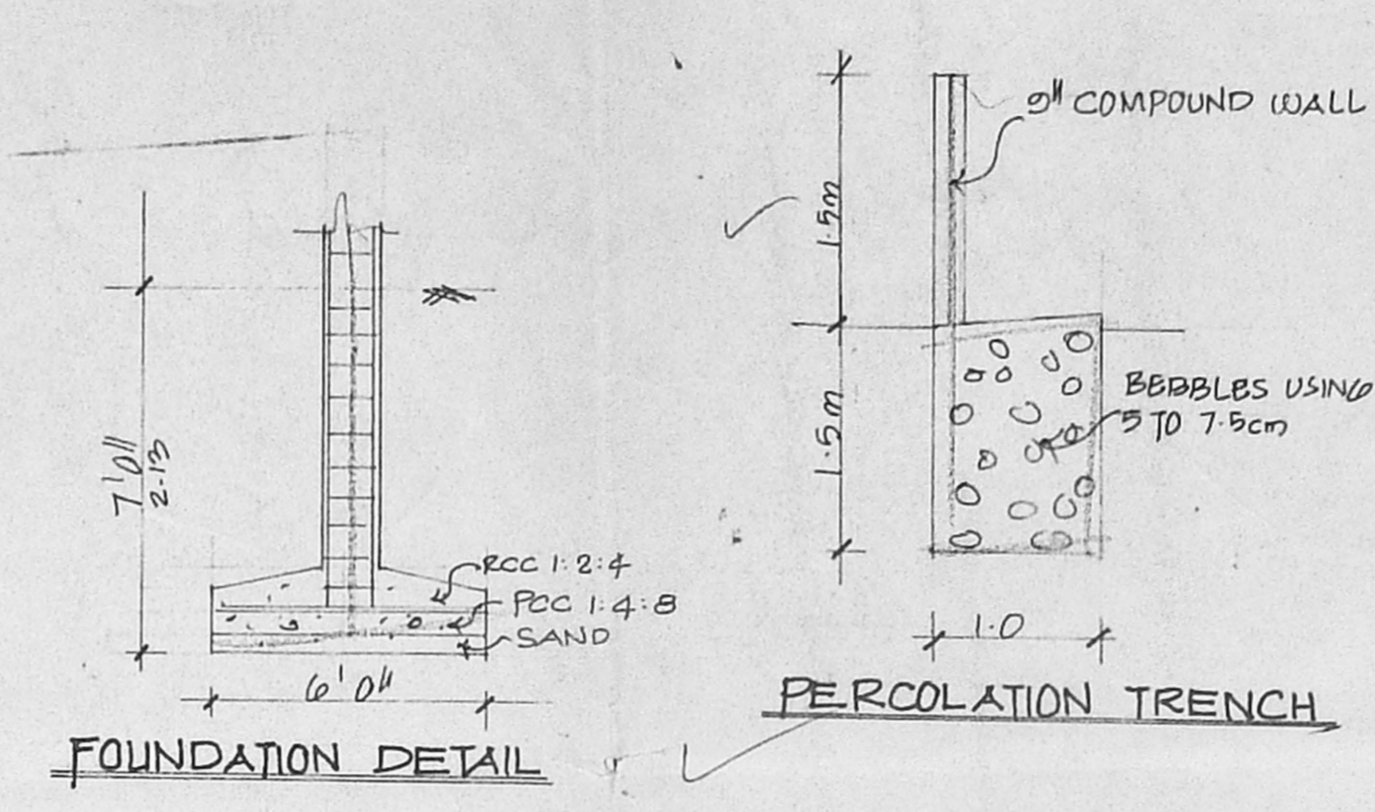 7'0"
2.13
RCC 1:2:4
PCC 1:4:8
SAND
6'0"
FOUNDATION DETAIL
9" COMPOUND WALL
1.5m
1.5m
BEBBLES USING
5 TO 7.5cm
1.0
PERCOLATION TRENCH